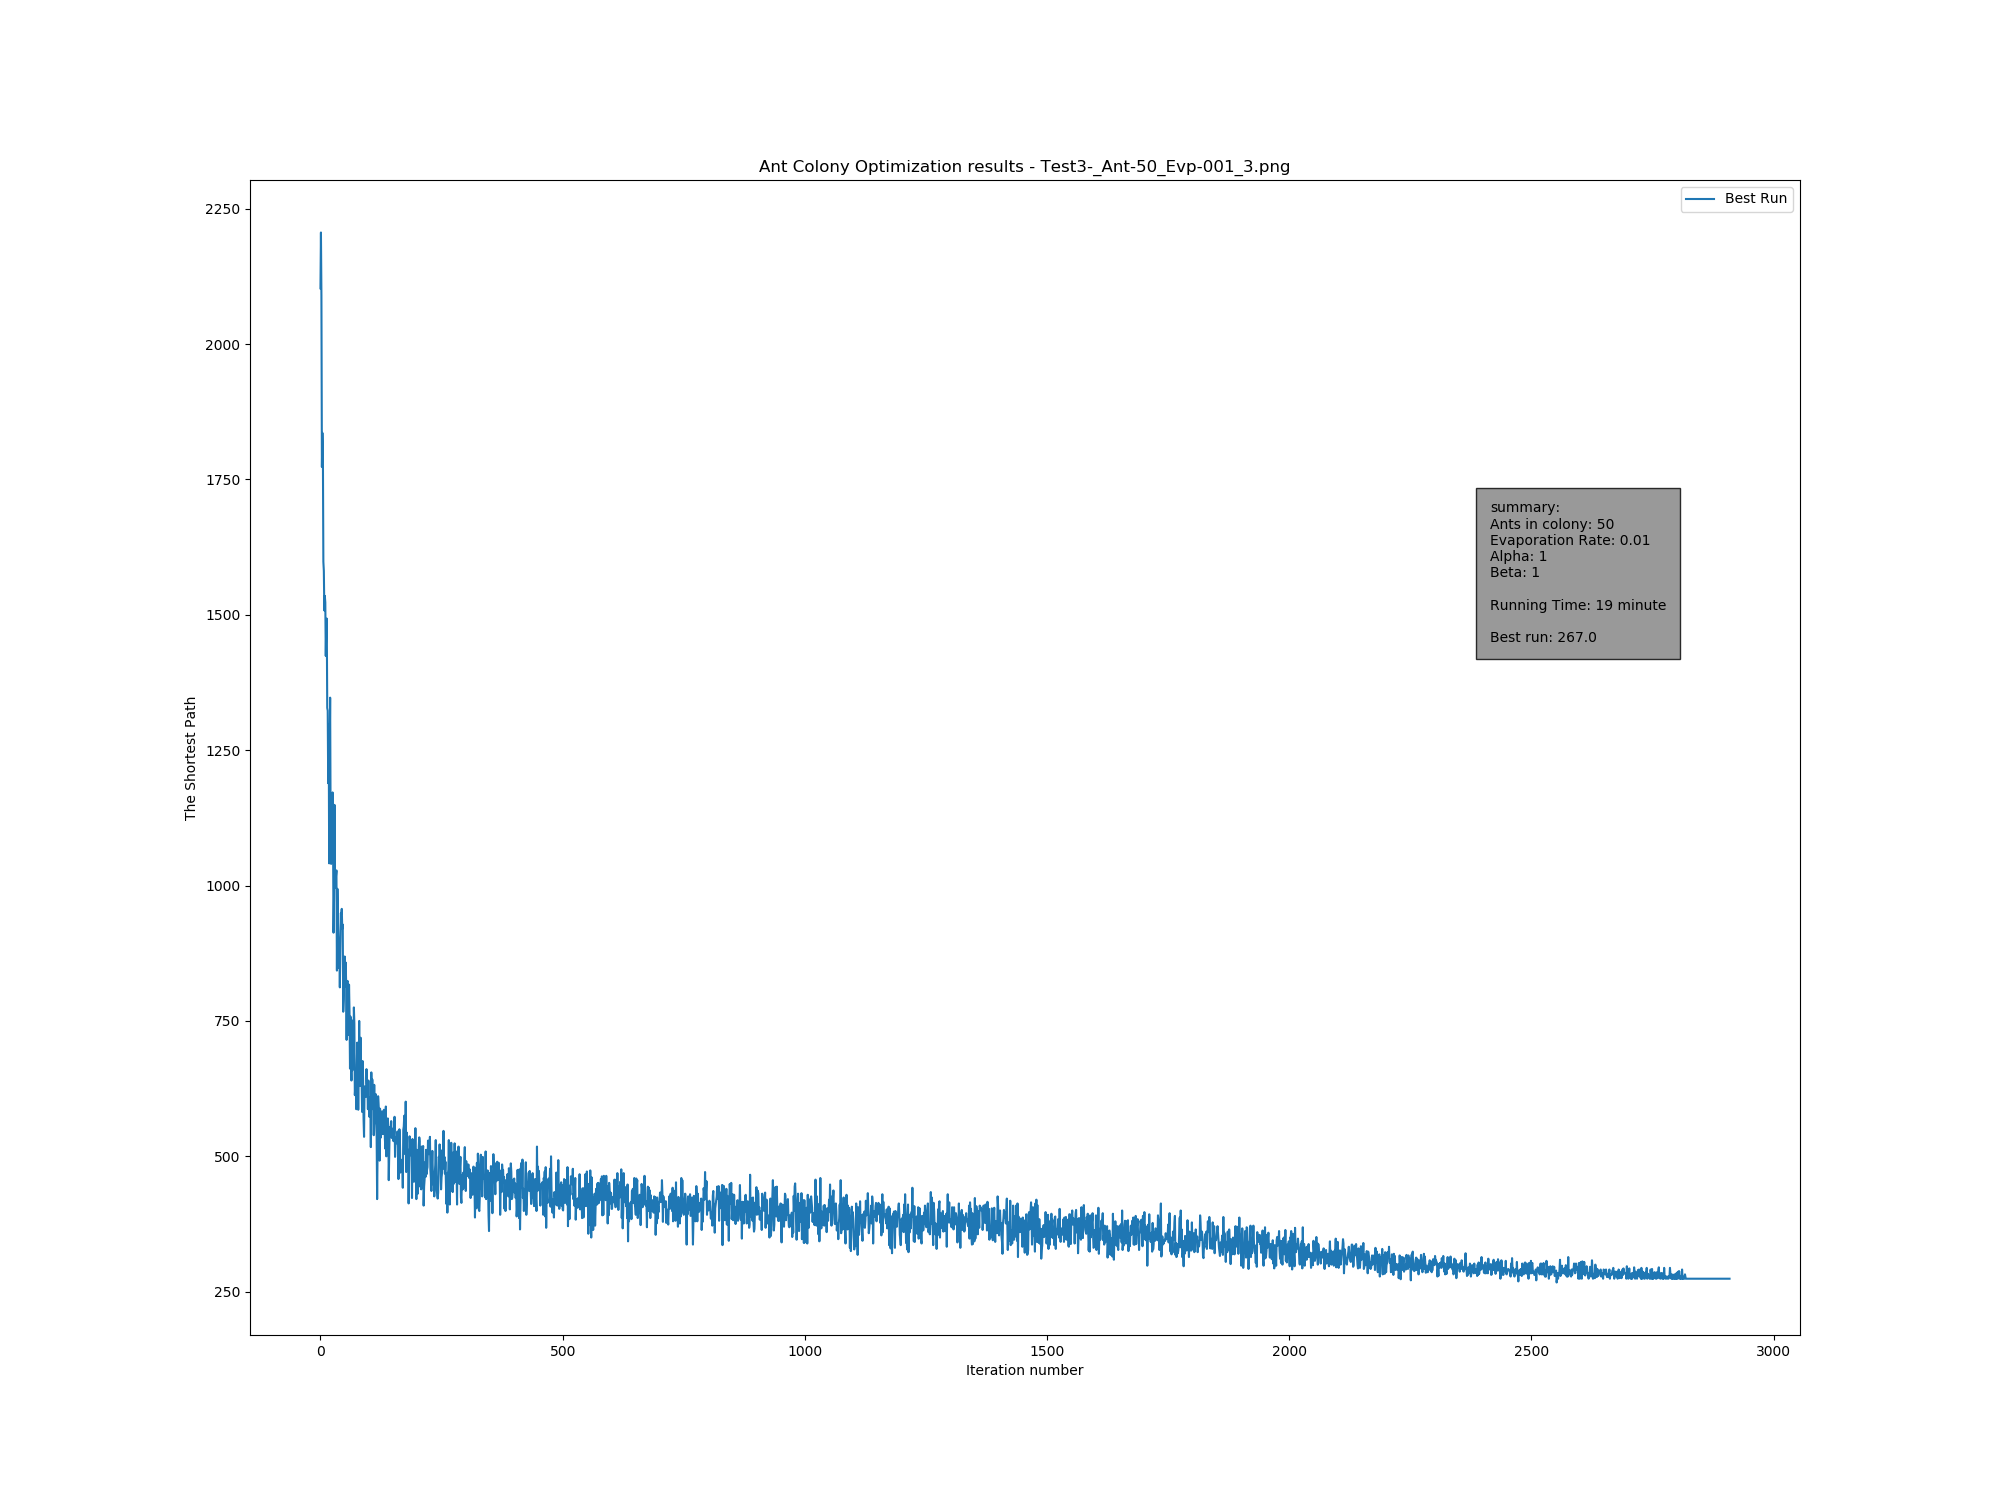 Ant Colony Optimization results - Test3-_Ant-50_Evp-001_3.png
Best Run
2250
2000
1750
1500
1250
1000
750
500
250
The Shortest Path
summary:
Ants in colony: 50
Evaporation Rate: 0.01
Alpha: 1
Beta: 1
Running Time: 19 minute
Best run: 267.0
0 500 1000 1500 2000 2500 3000
Iteration number